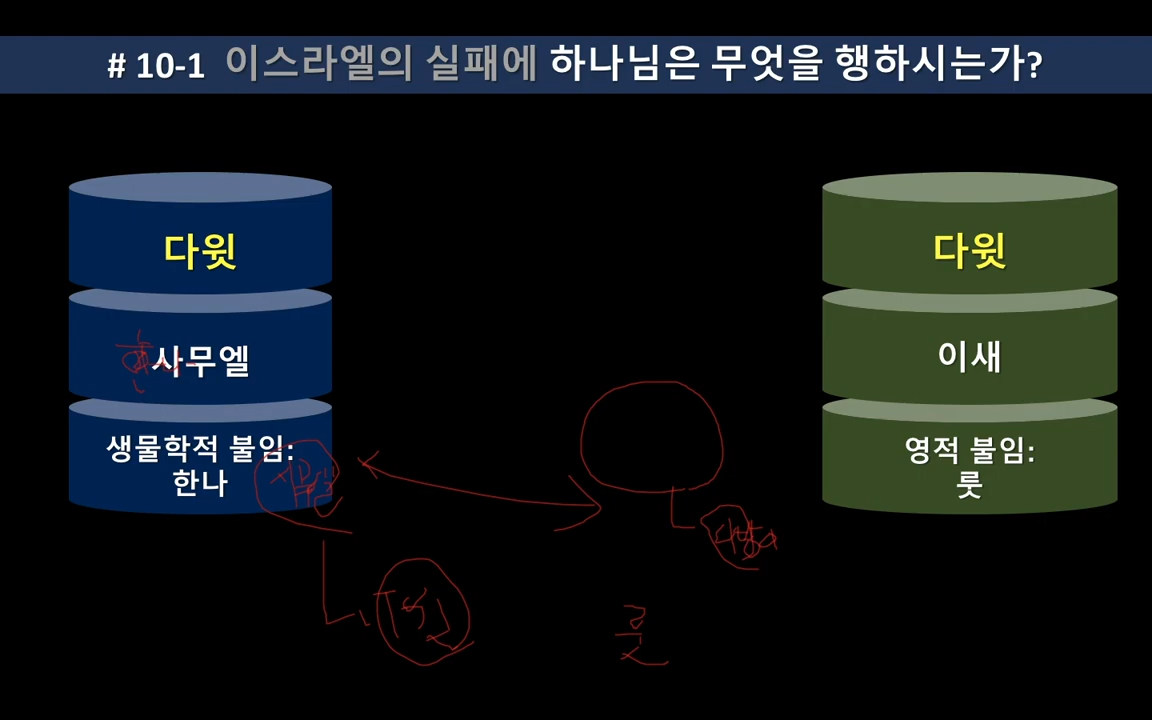 # 10-1 이스라엘의 실패에 하나님은 무엇을 행하시는가?
다윗
사무엘
생물학적 불임:
한나
다윗
이새
영적 불임:
룻
한나
룻